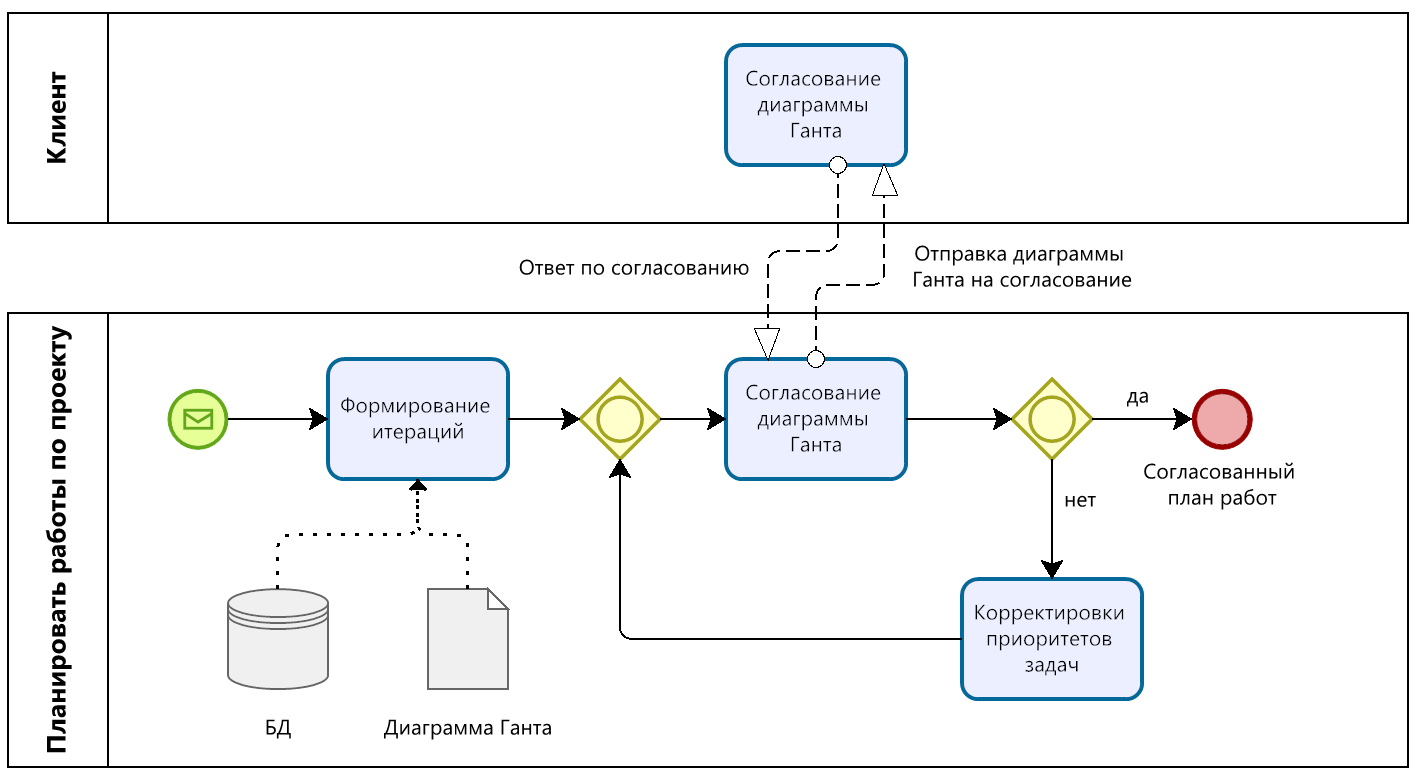 Клиент
Согласование
диаграммы
Ганта
Ответ по согласованию
Отправка диаграммы
Ганта на согласование
Планировать работы по проекту
Формирование
итераций
Согласование
диаграммы
Ганта
да
Согласованный
план работ
нет
Корректировки
приоритетов
задач
БД
Диаграмма Ганта